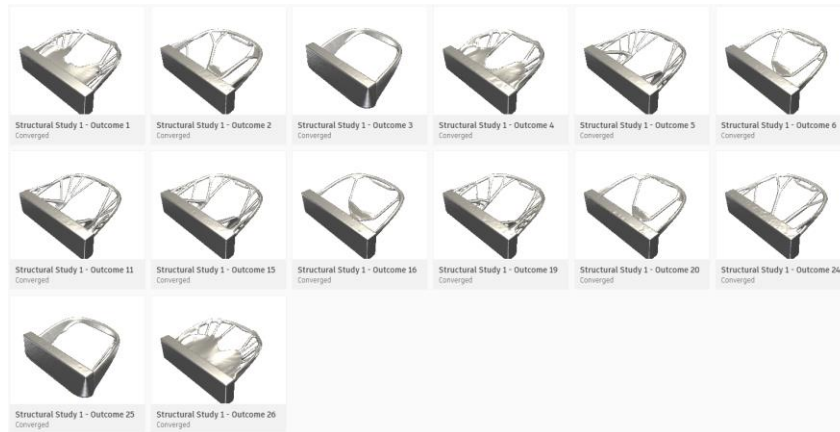 Structural Study 1 - Outcome 1
Converged
Structural Study 1 - Outcome 2
Converged
Structural Study 1 - Outcome 3
Converged
Structural Study 1 - Outcome 4
Converged
Structural Study 1 - Outcome 5
Converged
Structural Study 1 - Outcome 6
Converged
Structural Study 1 - Outcome 11
Converged
Structural Study 1 - Outcome 15
Converged
Structural Study 1 - Outcome 16
Converged
Structural Study 1 - Outcome 19
Converged
Structural Study 1 - Outcome 20
Converged
Structural Study 1 - Outcome 24
Converged
Structural Study 1 - Outcome 25
Converged
Structural Study 1 - Outcome 26
Converged